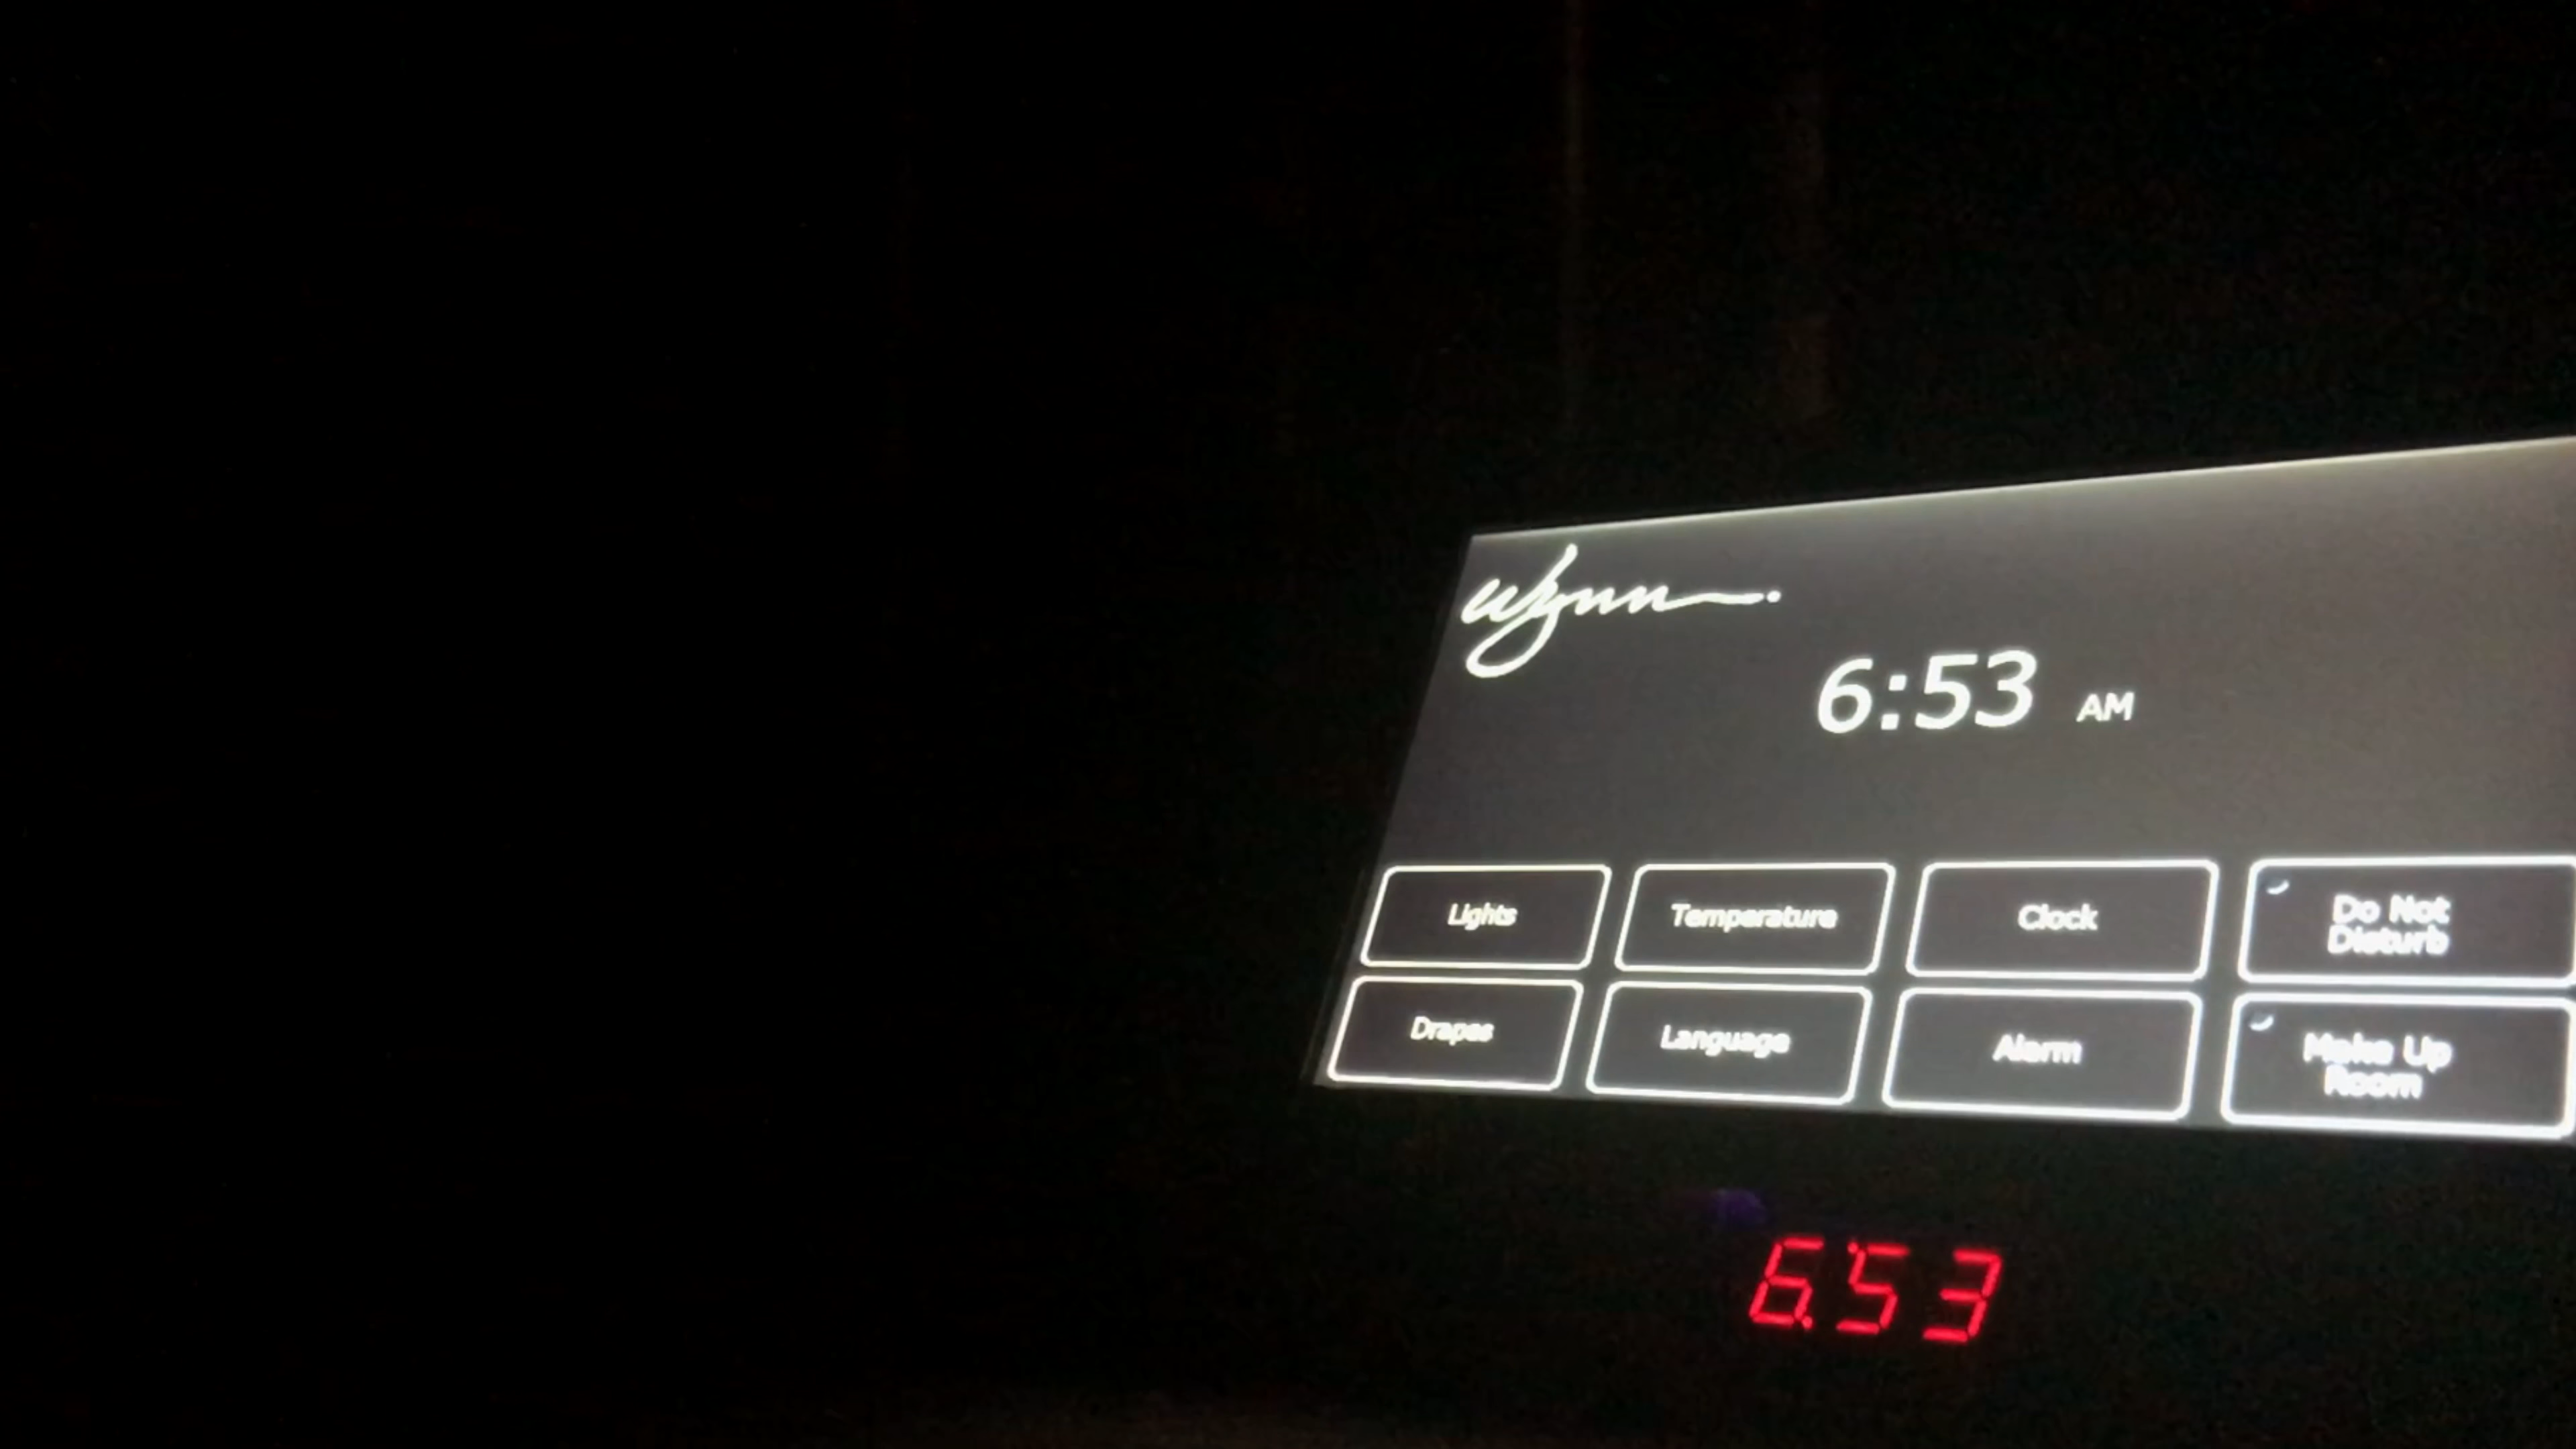 Wynn.
6:53 AM
Lights
Temperature
Clock
Do Not
Disturb
Drapes
Language
Alarm
Make Up
Room
6:53